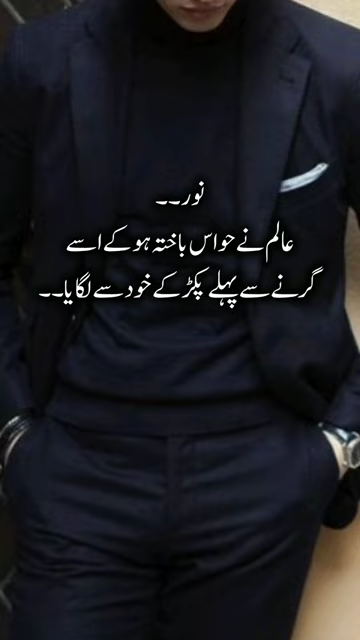 نور۔۔
عالم نے حواس باختہ ہو کے اسے
گرنے سے پہلے پکڑ کے خود سے لگایا۔۔